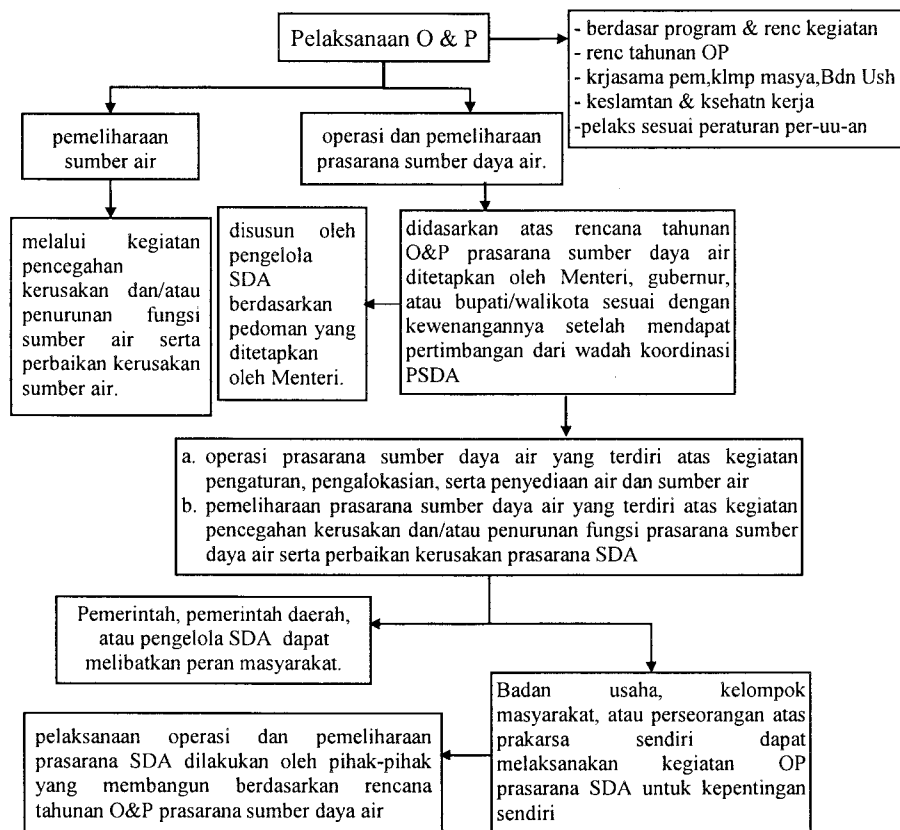 Pelaksanaan O & P
- berdasar program & renc kegiatan
- renc tahunan OP
- krjasama pem,klmp masya,Bdn Ush
- keslamtan & ksehatn kerja
-pelaks sesuai peraturan per-uu-an
pemeliharaan
sumber air
operasi dan pemeliharaan
prasarana sumber daya air.
melalui kegiatan
pencegahan
kerusakan dan/atau
penurunan fungsi
sumber air serta
perbaikan kerusakan
sumber air.
disusun oleh
pengelola
SDA
berdasarkan
pedoman yang
ditetapkan
oleh Menteri.
didasarkan atas rencana tahunan
O&P prasarana sumber daya air
ditetapkan oleh Menteri, gubernur,
atau bupati/walikota sesuai dengan
kewenangannya setelah mendapat
pertimbangan dari wadah koordinasi
PSDA
a. operasi prasarana sumber daya air yang terdiri atas kegiatan
pengaturan, pengalokasian, serta penyediaan air dan sumber air
b. pemeliharaan prasarana sumber daya air yang terdiri atas kegiatan
pencegahan kerusakan dan/atau penurunan fungsi prasarana sumber
daya air serta perbaikan kerusakan prasarana SDA
Pemerintah, pemerintah daerah,
atau pengelola SDA dapat
melibatkan peran masyarakat.
Badan usaha, kelompok
masyarakat, atau perseorangan atas
prakarsa sendiri dapat
melaksanakan kegiatan OP
prasarana SDA untuk kepentingan
sendiri
pelaksanaan operasi dan pemeliharaan
prasarana SDA dilakukan oleh pihak-pihak
yang membangun berdasarkan rencana
tahunan O&P prasarana sumber daya air